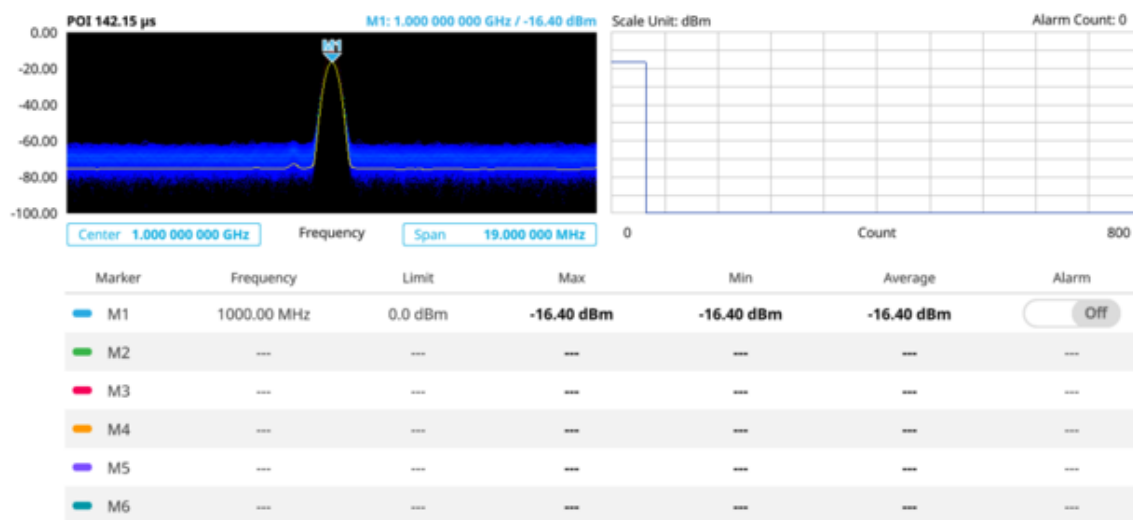 POI 142.15 µs M1: 1.000 000 000 GHz / -16.40 dBm Scale Unit: dBm Alarm Count: 0
0.00
M1
-20.00
-40.00
-60.00
-80.00
-100.00
Center 1.000 000 000 GHz Frequency Span 19.000 000 MHz 0 Count 800
Marker Frequency Limit Max Min Average Alarm
M1 1000.00 MHz 0.0 dBm -16.40 dBm -16.40 dBm -16.40 dBm Off
M2 --- --- --- --- --- ---
M3 --- --- --- --- --- ---
M4 --- --- --- --- --- ---
M5 --- --- --- --- --- ---
M6 --- --- --- --- --- ---